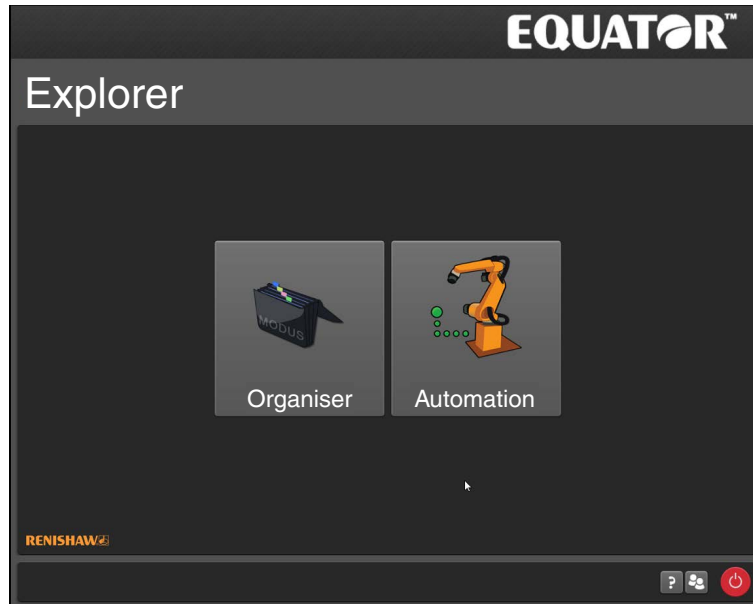 EQUATOR™
Explorer
MODUS
Organiser
Automation
RENISHAW
?